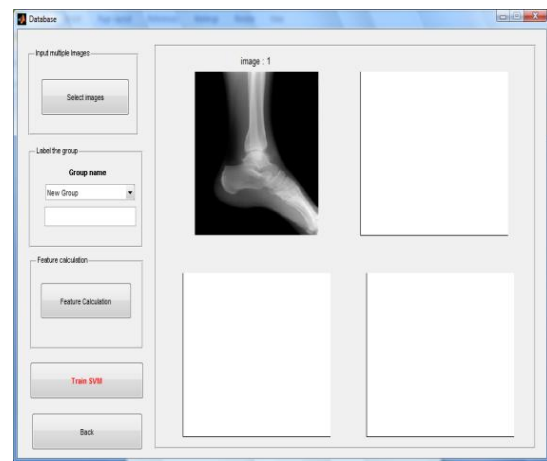 Database
Input multiple Images
Select images
Label the group
Group name
New Group
Feature calculation
Feature Calculation
Train SVM
Back
image : 1